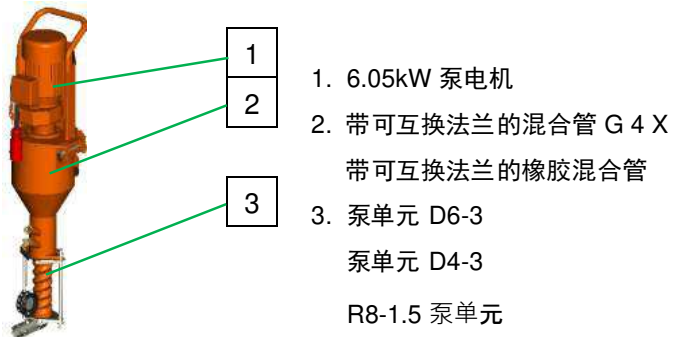 1
2
3
1. 6.05kW 泵电机
2. 带可互换法兰的混合管 G 4 X
带可互换法兰的橡胶混合管
3. 泵单元 D6-3
泵单元 D4-3
R8-1.5 泵单元